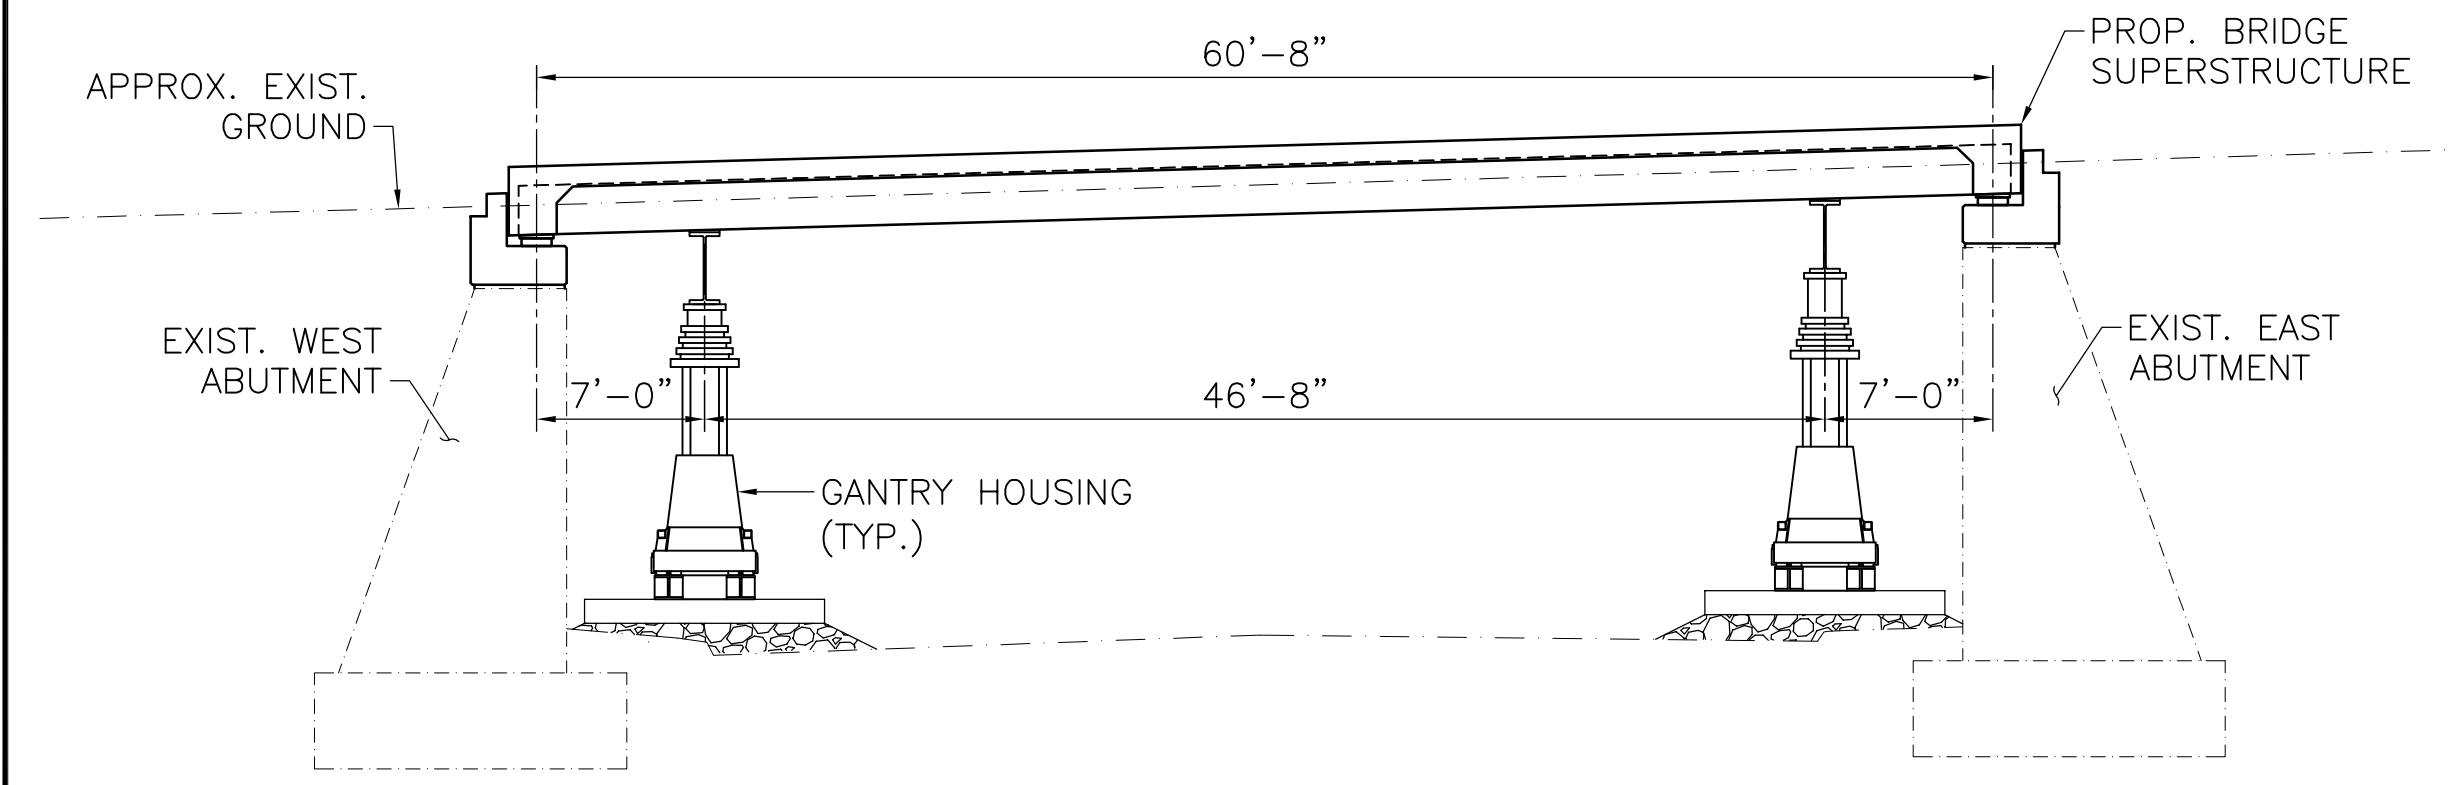 60'-8"
PROP. BRIDGE
SUPERSTRUCTURE
APPROX. EXIST.
GROUND
EXIST. WEST
ABUTMENT
EXIST. EAST
ABUTMENT
7'-0"
46'-8"
7'-0"
GANTRY HOUSING
(TYP.)